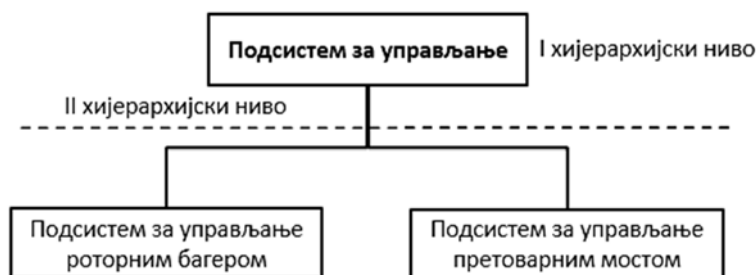 Подсистем за управљање
I хијерархијски ниво
II хијерархијски ниво
Подсистем за управљање
роторним багером
Подсистем за управљање
претоварним мостом